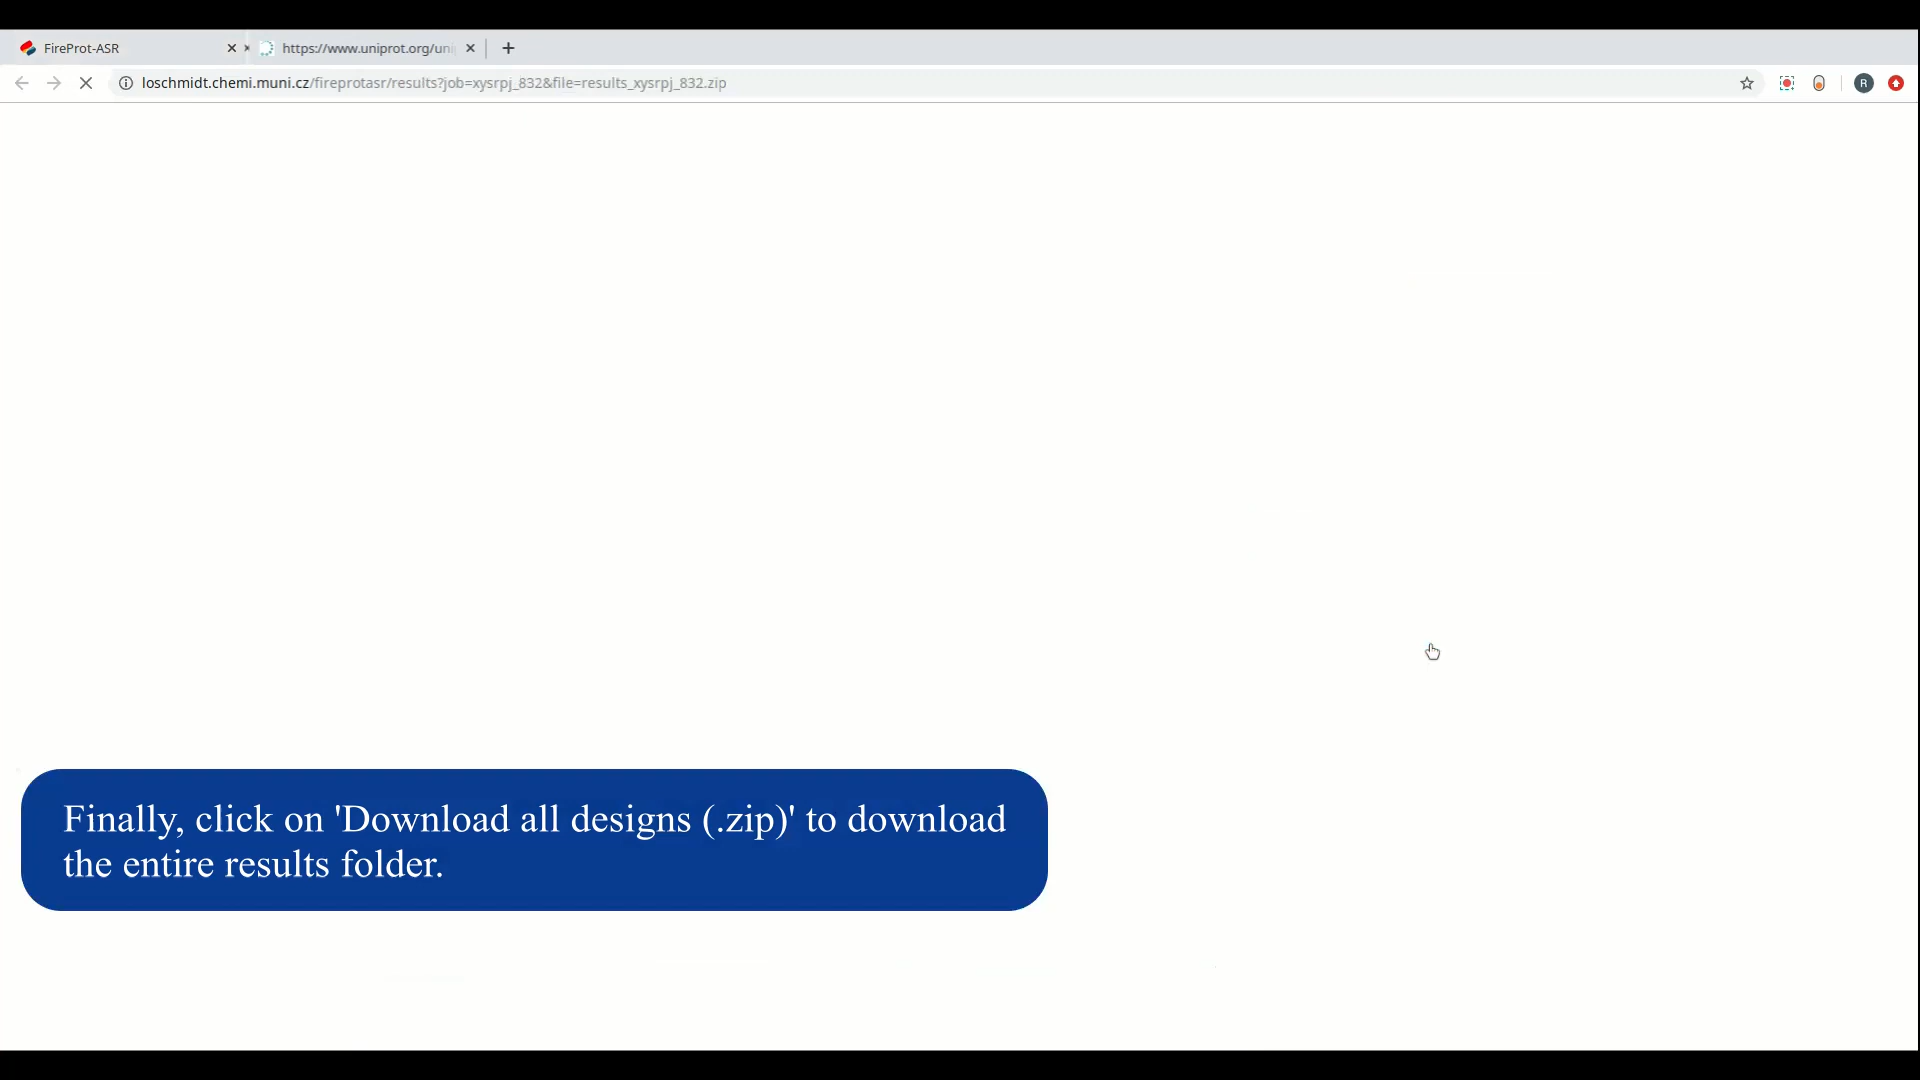 FireProt-ASR
https://www.uniprot.org/uni
loschmidt.chemi.muni.cz/fireprotasr/results?job=xysrpj_832&file=results_xysrpj_832.zip
R
Finally, click on 'Download all designs (.zip)' to download
the entire results folder.